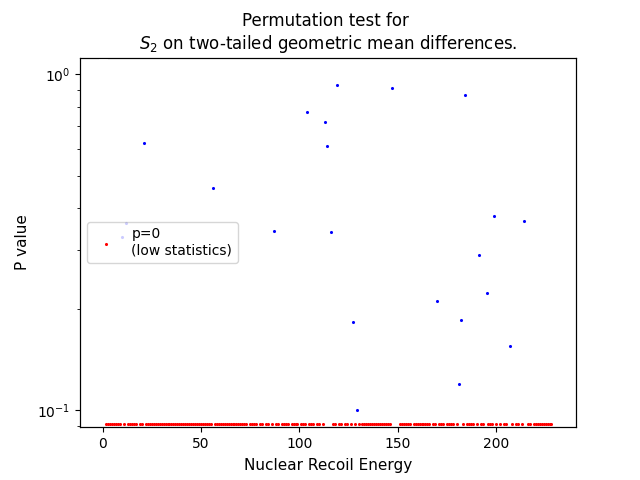 Permutation test for
$S_2$ on two-tailed geometric mean differences.
10^0
P value
p=0
(low statistics)
10^{-1}
0 50 100 150 200
Nuclear Recoil Energy